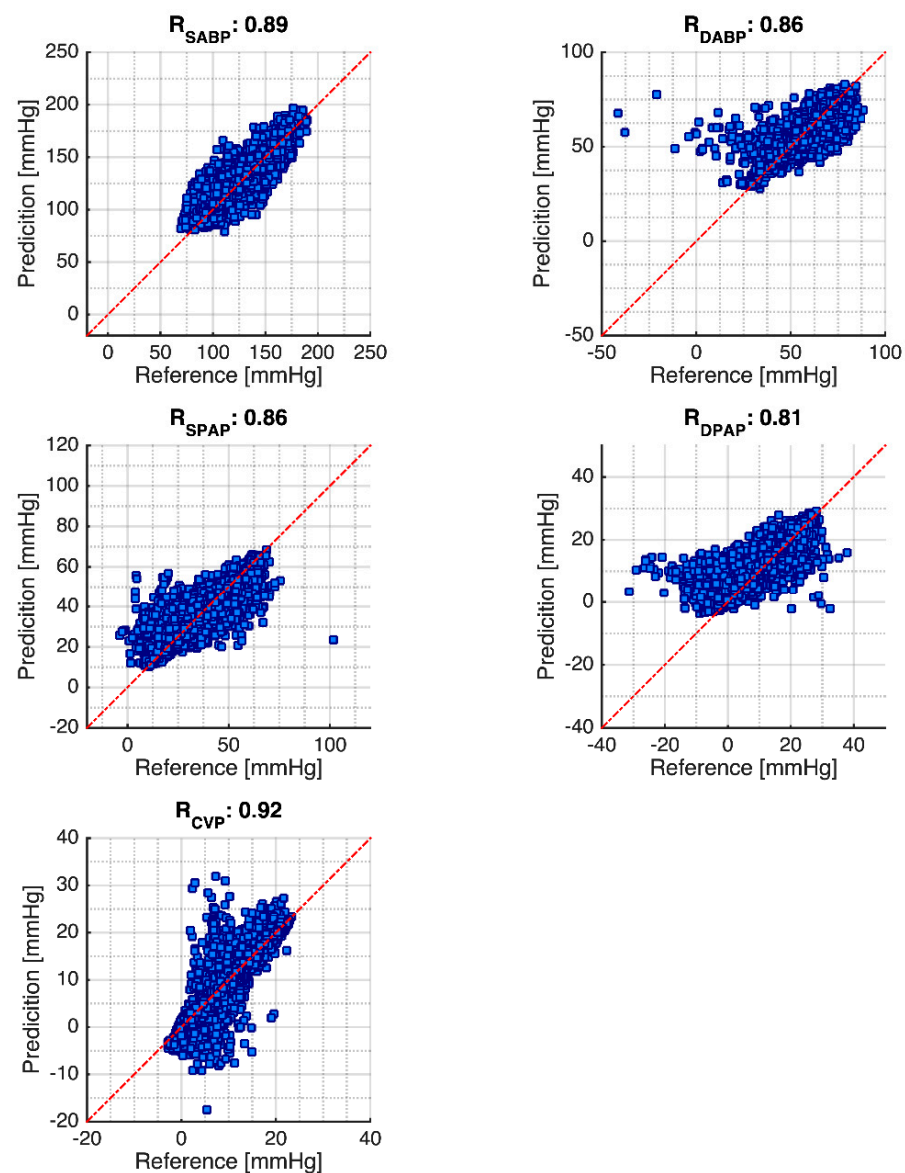 R_SABP: 0.89
250
200
150
100
50
0
Predicition [mmHg]
0 50 100 150 200 250
Reference [mmHg]
R_DABP: 0.86
100
50
0
-50
Predicition [mmHg]
-50 0 50 100
Reference [mmHg]
R_SPAP: 0.86
120
100
80
60
40
20
0
-20
Predicition [mmHg]
0 50 100
Reference [mmHg]
R_DPAP: 0.81
40
20
0
-20
-40
Predicition [mmHg]
-40 -20 0 20 40
Reference [mmHg]
R_CVP: 0.92
40
30
20
10
0
-10
-20
Predicition [mmHg]
-20 0 20 40
Reference [mmHg]